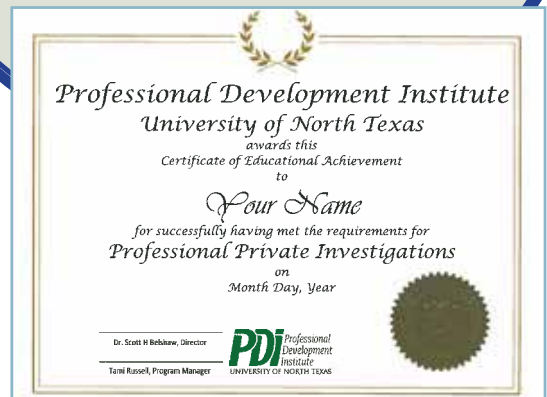 Professional Development Institute
University of North Texas
awards this
Certificate of Educational Achievement
to
Your Name
for successfully having met the requirements for
Professional Private Investigations
on
Month Day, Year
Dr. Scott H Belshaw, Director
Tami Russell, Program Manager
PDi Professional
Development
Institute
UNIVERSITY OF NORTH TEXAS